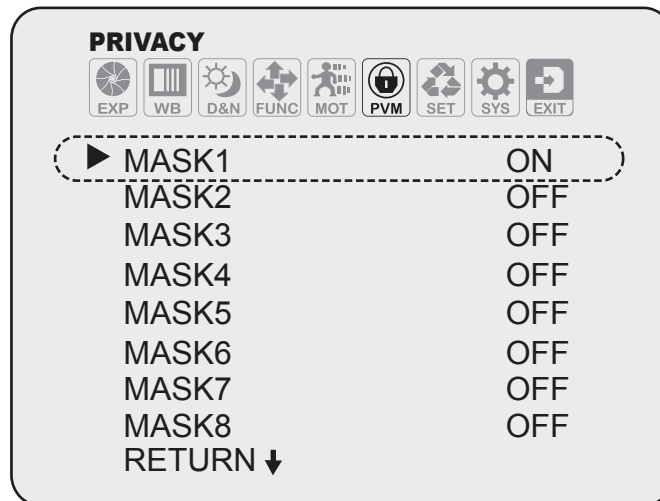 PRIVACY
EXP WB D&N FUNC MOT PVM SET SYS EXIT
MASK1 ON
MASK2 OFF
MASK3 OFF
MASK4 OFF
MASK5 OFF
MASK6 OFF
MASK7 OFF
MASK8 OFF
RETURN